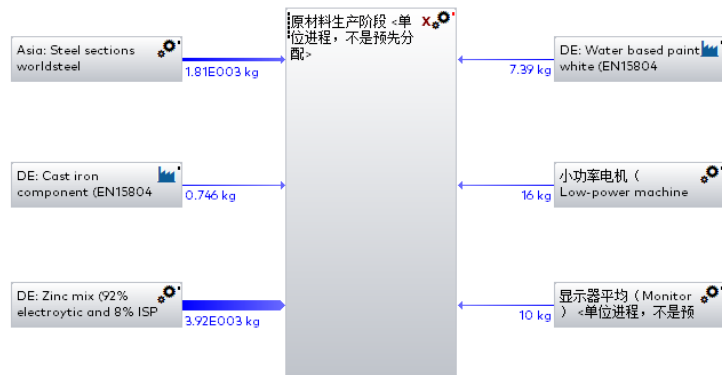 Asia: Steel sections
worldsteel
1.81E003 kg
DE: Cast iron
component (EN15804
0.746 kg
DE: Zinc mix (92%
electroytic and 8% ISP
3.92E003 kg
原材料生产阶段 <单
位进程，不是预先分
配>
X
DE: Water based paint
white (EN15804
7.39 kg
小功率电机（
Low-power machine
16 kg
显示器平均（Monitor
）<单位进程，不是预
10 kg